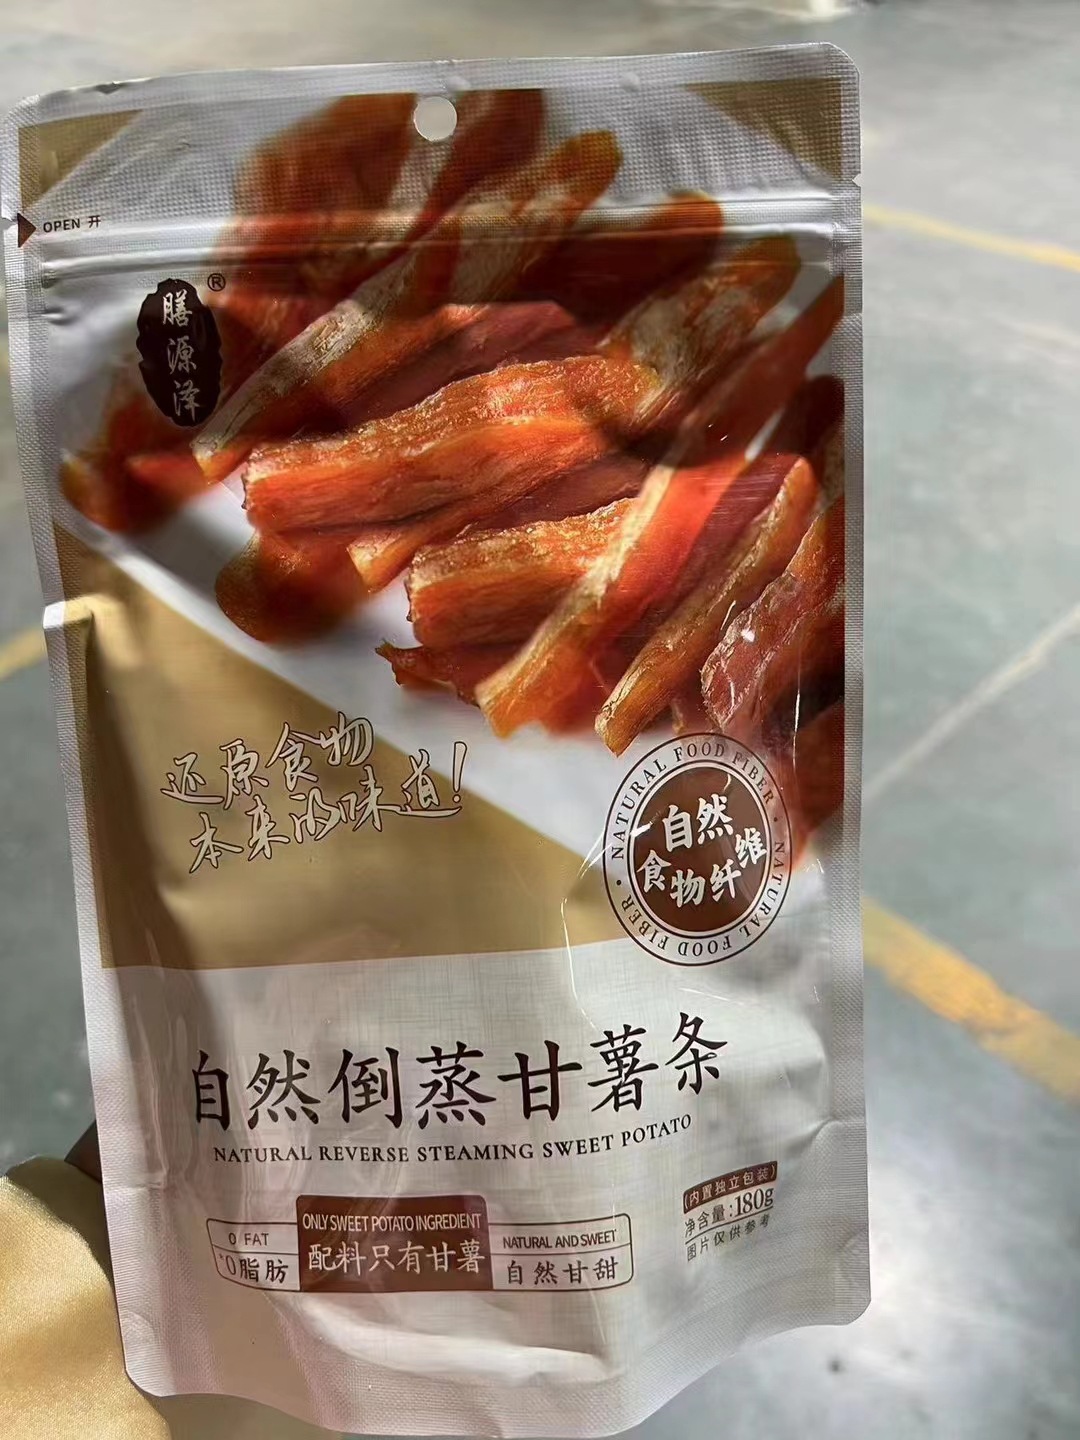 OPEN 开
膳源泽
®
还原食物
本来的味道！
NATURAL FOOD FIBER · NATURAL FOOD FIBER ·
自然
食物纤维
自然倒蒸甘薯条
NATURAL REVERSE STEAMING SWEET POTATO
(内置独立包装)
净含量:180g
图片仅供参考
0 FAT
*0脂肪
ONLY SWEET POTATO INGREDIENT
配料只有甘薯
NATURAL AND SWEET
自然甘甜